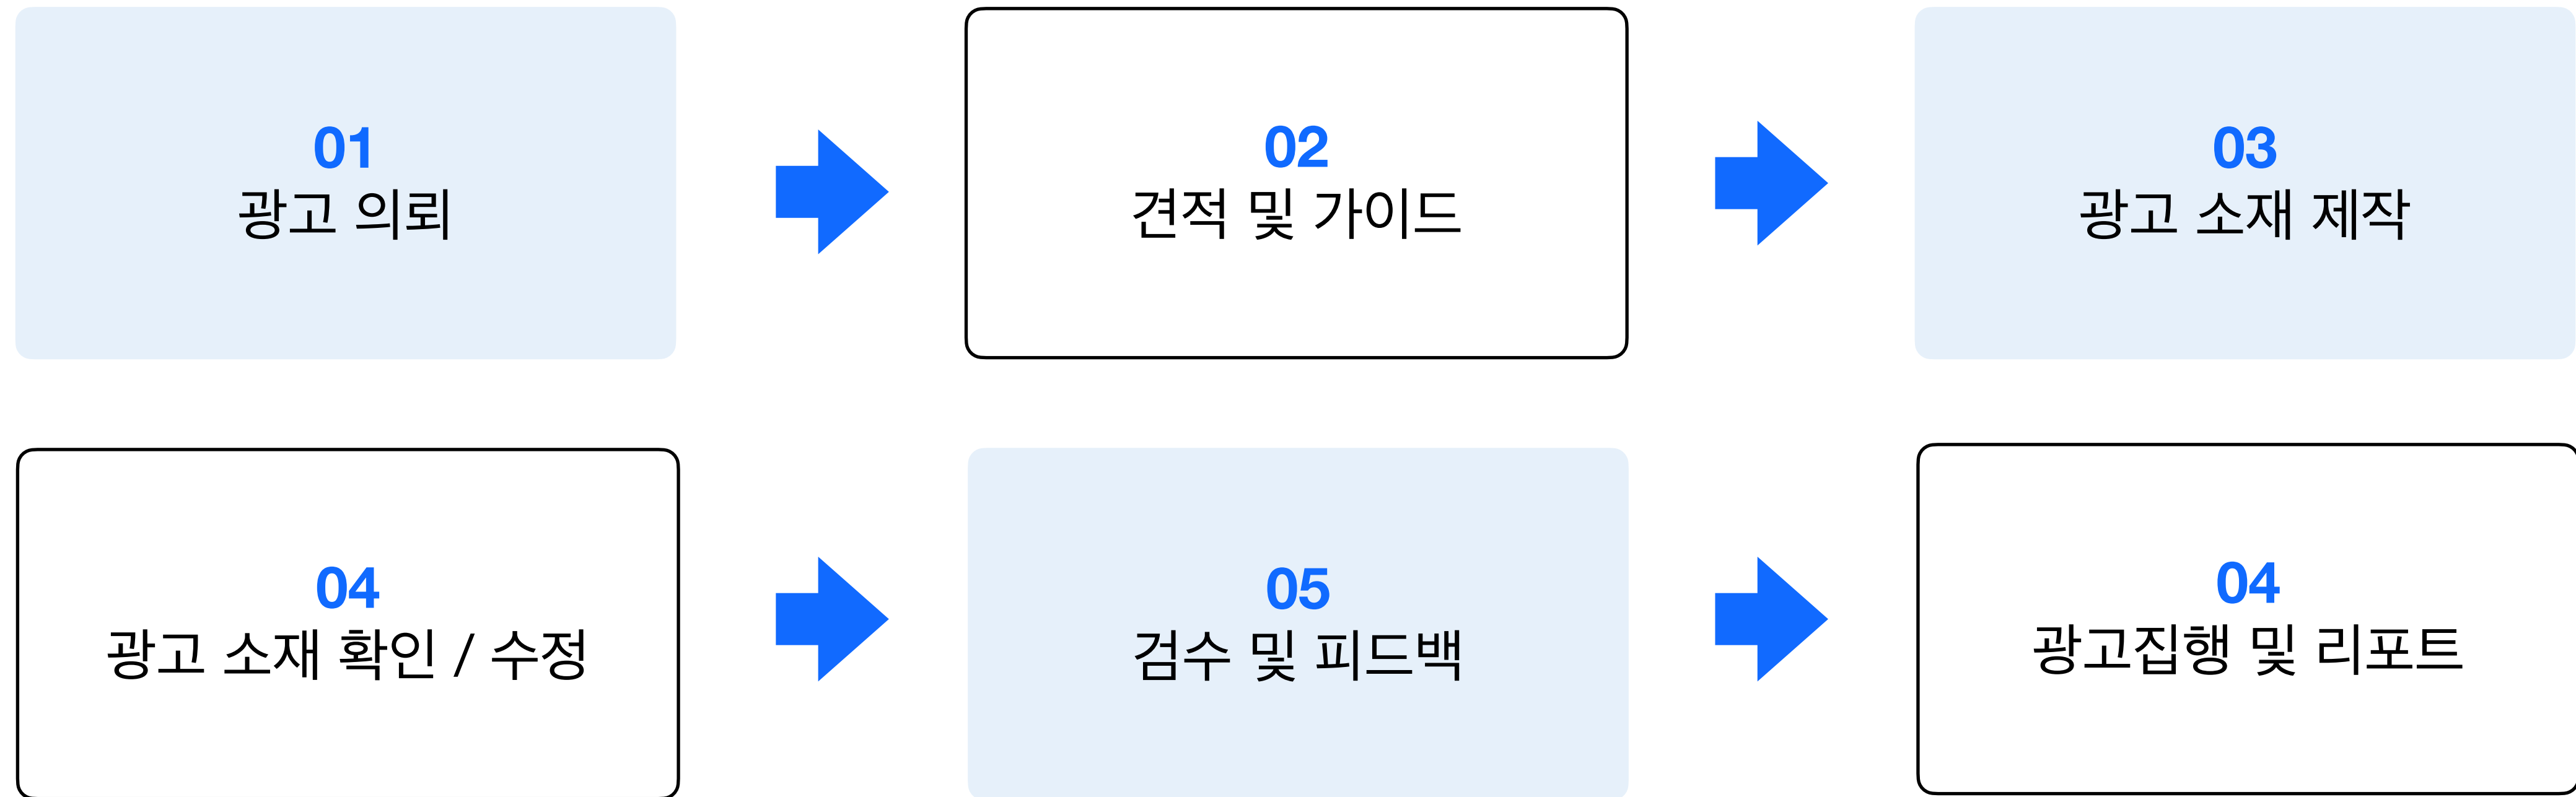 01
광고 의뢰
02
견적 및 가이드
03
광고 소재 제작
04
광고 소재 확인 / 수정
05
검수 및 피드백
04
광고집행 및 리포트